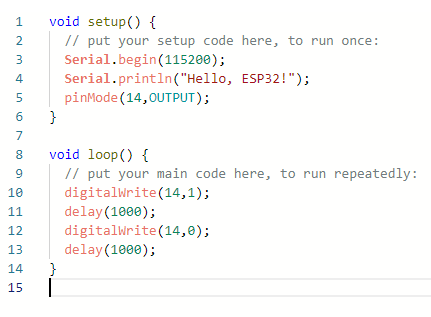 1 void setup() {
2   // put your setup code here, to run once:
3   Serial.begin(115200);
4   Serial.println("Hello, ESP32!");
5   pinMode(14,OUTPUT);
6 }
7
8 void loop() {
9   // put your main code here, to run repeatedly:
10   digitalWrite(14,1);
11   delay(1000);
12   digitalWrite(14,0);
13   delay(1000);
14 }
15